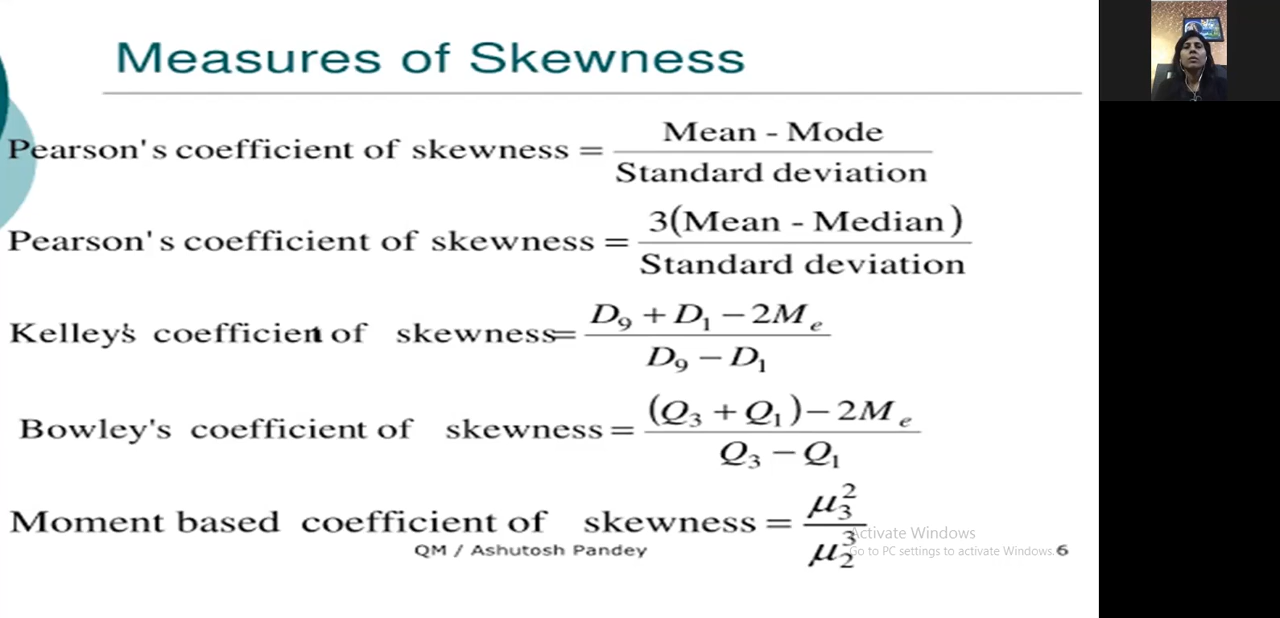 Measures of Skewness
Pearson's coefficient of skewness = Mean - Mode / Standard deviation
Pearson's coefficient of skewness = 3(Mean - Median) / Standard deviation
Kelley's coefficient of skewness = D₉ + D₁ − 2Mₑ / D₉ − D₁
Bowley's coefficient of skewness = (Q₃ + Q₁) − 2Mₑ / Q₃ − Q₁
Moment based coefficient of skewness = μ₃² / μ₂³
QM / Ashutosh Pandey
Activate Windows
Go to PC settings to activate Windows.
6